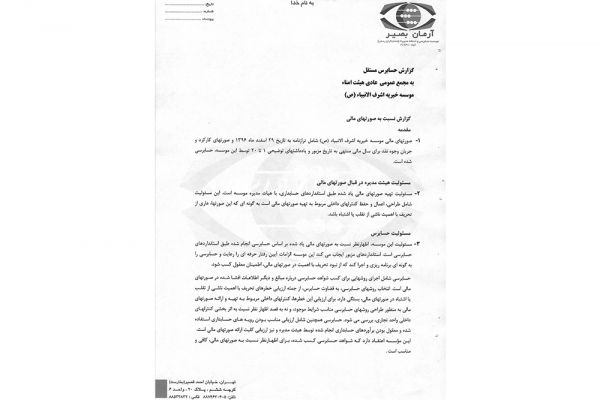 به نام خدا
تاریخ:
شماره:
پیوست:
آرمان بصیر
گزارش حسابرس مستقل
به مجمع عمومی عادی هیئت امناء
موسسه خیریه اشرف الانبیاء (ص)
گزارش نسبت به صورتهای مالی
مقدمه
۱- صورتهای مالی موسسه خیریه اشرف الانبیاء (ص) شامل ترازنامه به تاریخ ۲۹ اسفند ماه ۱۳۹۶ و صورتهای کارکرد و
جریان وجوه نقد برای سال مالی منتهی به تاریخ مزبور و یادداشتهای توضیحی ۱ تا ۲۰ توسط این موسسه، حسابرسی
شده است.
مسئولیت هیئت مدیره در قبال صورتهای مالی
۲- مسئولیت تهیه صورتهای مالی یاد شده طبق استانداردهای حسابداری، با هیات مدیره موسسه است. این مسئولیت
شامل طراحی، اعمال و حفظ کنترلهای داخلی مربوط به تهیه صورتهای مالی است به گونه ای که این صورتها، عاری از
تحریف با اهمیت ناشی از تقلب یا اشتباه باشد.
مسئولیت حسابرس
۳- مسئولیت این موسسه، اظهارنظر نسبت به صورتهای مالی یاد شده بر اساس حسابرسی انجام شده طبق استانداردهای
حسابرسی است. استانداردهای مزبور ایجاب می کند این موسسه الزامات آیین رفتار حرفه ای را رعایت و حسابرسی را
به گونه ای برنامه ریزی و اجرا کند که از نبود تحریف با اهمیت در صورتهای مالی، اطمینان معقول کسب شود.
حسابرسی شامل اجرای روشهایی برای کسب شواهد حسابرسی درباره مبالغ و دیگر اطلاعات افشا شده در صورتهای
مالی است. انتخاب روشهای حسابرسی، به قضاوت حسابرس، از جمله ارزیابی خطرهای تحریف با اهمیت ناشی از تقلب
یا اشتباه در صورتهای مالی، بستگی دارد. برای ارزیابی این خطرها، کنترلهای داخلی مربوط به تهیه و ارائه صورتهای
مالی به منظور طراحی روشهای حسابرسی مناسب شرایط موجود، و نه به قصد اظهار نظر نسبت به اثر بخشی کنترلهای
داخلی واحد تجاری، بررسی می شود. حسابرسی همچنین شامل ارزیابی مناسب بودن رویه های حسابداری استفاده
شده و معقول بودن برآوردهای حسابداری انجام شده توسط هیئت مدیره و نیز ارزیابی کلیت ارائه صورتهای مالی است.
این مؤسسه اعتقاد دارد که شواهد حسابرسی کسب شده، برای اظهارنظر نسبت به صورتهای مالی، کافی و
مناسب است.
تهران، خیابان احمد قصیر(بخارست)
کوچه ششم ، پلاک ۲۰ ، واحد ۶